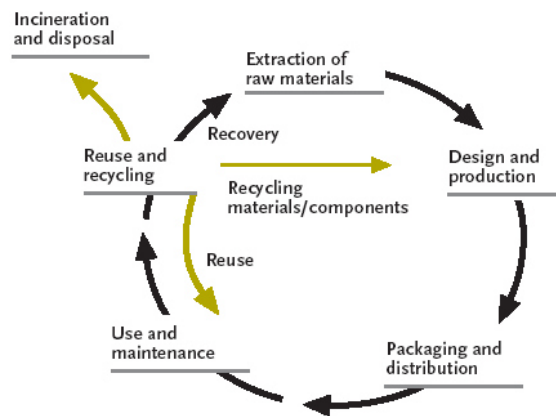 Incineration
and disposal
Extraction of
raw materials
Recovery
Reuse and
recycling
Design and
production
Recycling
materials/components
Reuse
Use and
maintenance
Packaging and
distribution